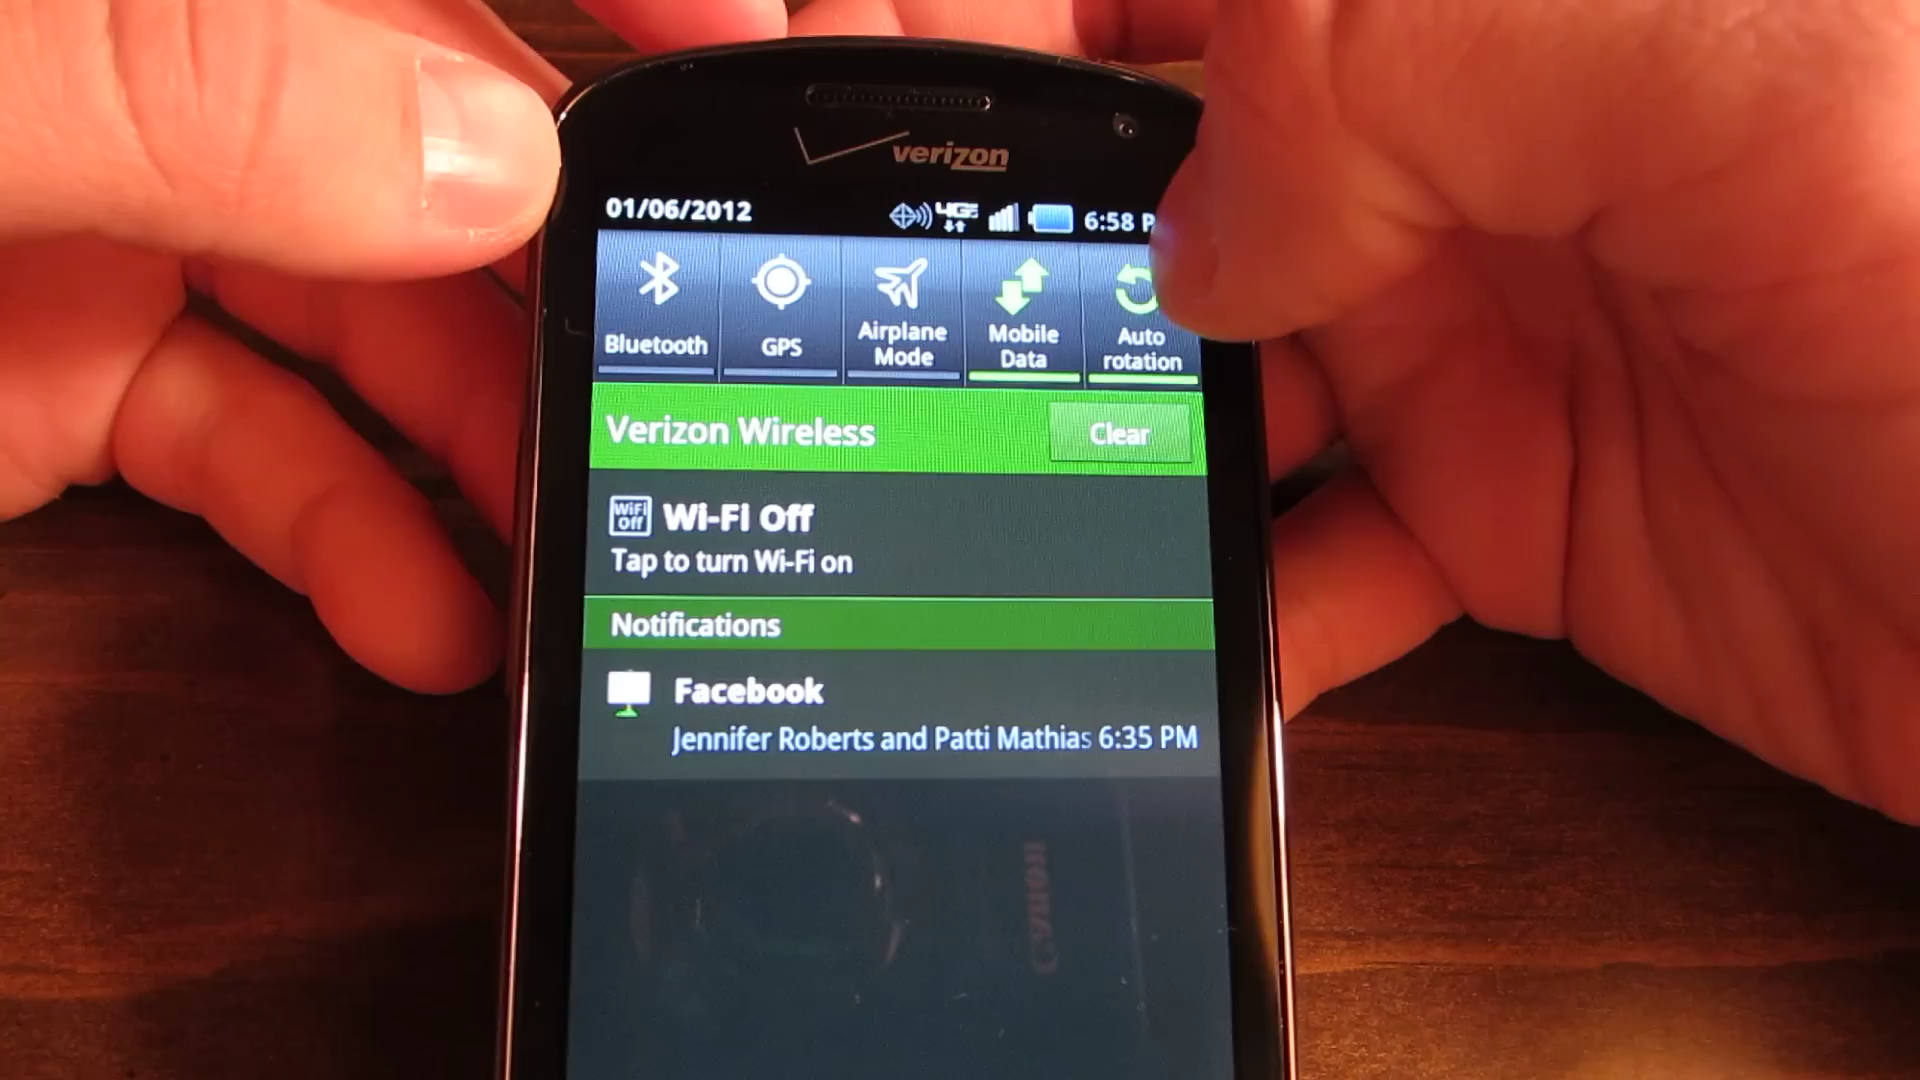 verizon
01/06/2012 4G 6:58 P
Bluetooth
GPS
Airplane Mode
Mobile Data
Auto rotation
Verizon Wireless Clear
WiFi Off Wi-Fi Off
Tap to turn Wi-Fi on
Notifications
Facebook
Jennifer Roberts and Patti Mathias 6:35 PM
Canon